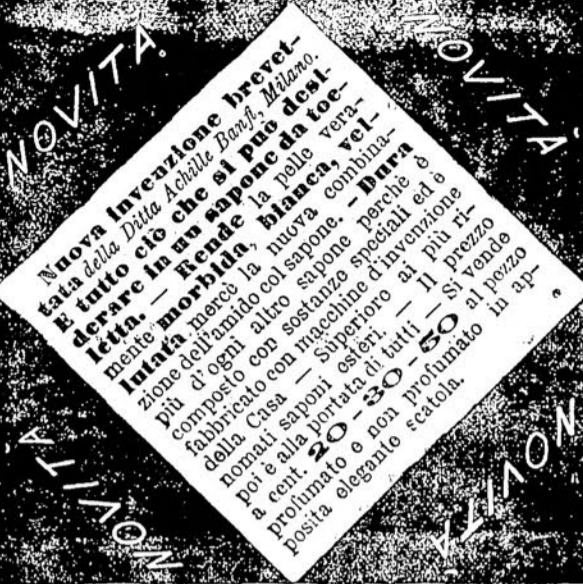 NOVITÀ
NOVITÀ
Nuova invenzione brevet-
tata della Ditta Achille Banfi, Milano.
E tutto ciò che si può desi-
derare in un sapone da toe-
létta. — Rende la pelle vera-
mente morbida, bianca, vel-
lutata mercè la nuova combina-
zione dell'amido col sapone. — Dura
più d'ogni altro sapone perchè è
composto con sostanze speciali ed è
fabbricato con macchine d'invenzione
della Casa — Superiore ai più ri-
nomati saponi esteri. — Il prezzo
poi è alla portata di tutti — Si vende
a cent. 20-30-50 al pezzo
profumato e non profumato in ap-
posita elegante scatola.
NOVITÀ
NOVITÀ